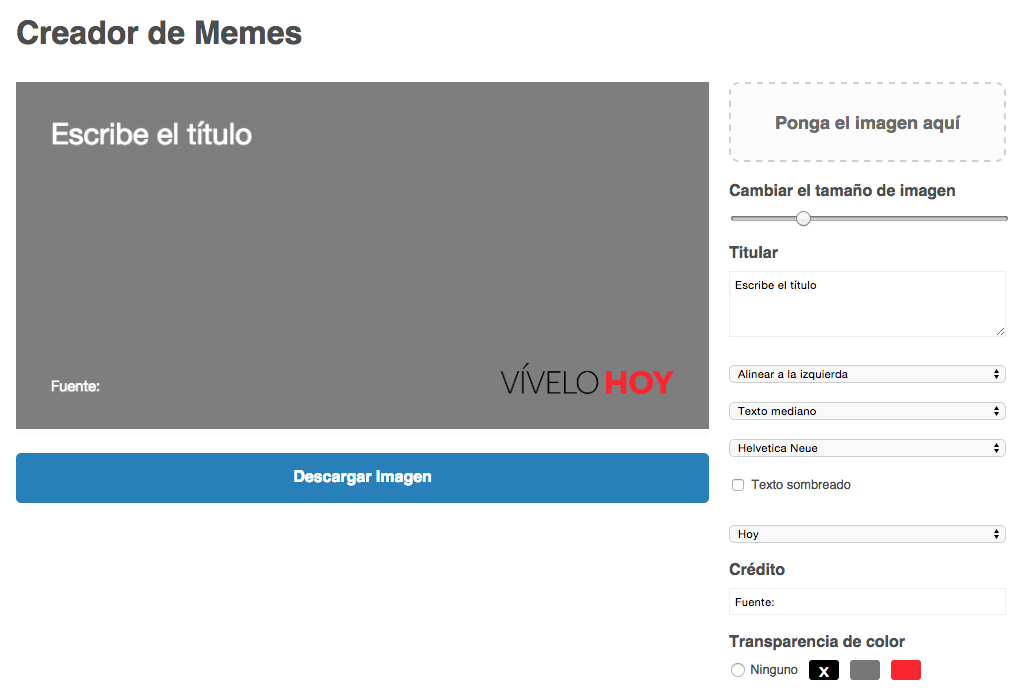 Creador de Memes
Escribe el título
Fuente:
VÍVELO HOY
Descargar Imagen
Ponga el imagen aquí
Cambiar el tamaño de imagen
Titular
Escribe el título
Alinear a la izquierda
Texto mediano
Helvetica Neue
Texto sombreado
Hoy
Crédito
Fuente:
Transparencia de color
Ninguno x